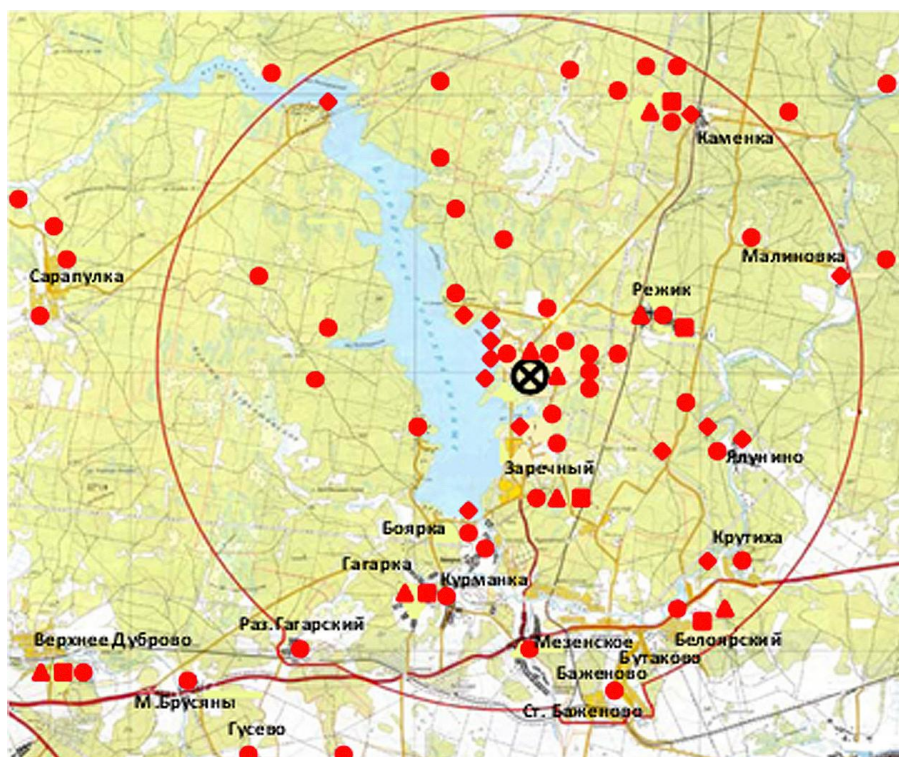 Каменка
Малиновка
Сарапулка
Режик
Ялунино
Заречный
Боярка
Крутиха
Гагарка
Курманка
Раз.Гагарский
Верхнее Дуброво
Мезенское
Белоярский
Бутаково
Баженово
М.Брусяны
Ст. Баженово
Гусево